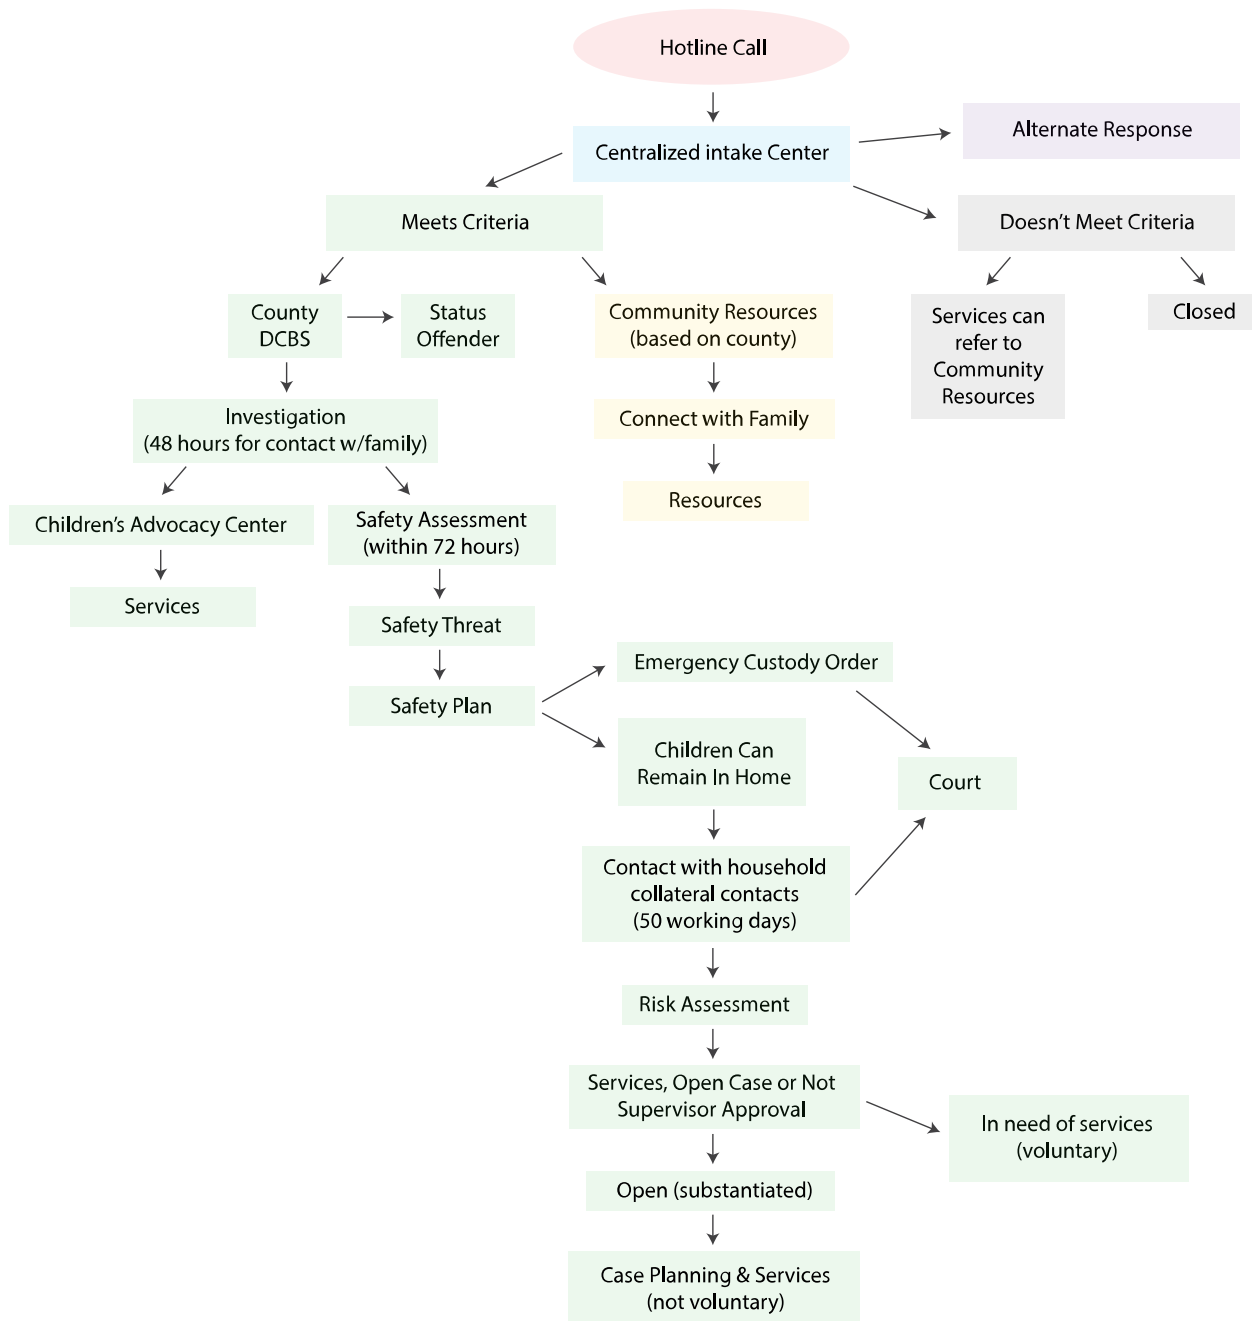 Hotline Call
Centralized intake Center
Alternate Response
Meets Criteria
Doesn't Meet Criteria
County
DCBS
Status
Offender
Community Resources
(based on county)
Services can
refer to
Community
Resources
Closed
Investigation
(48 hours for contact w/family)
Connect with Family
Resources
Children's Advocacy Center
Safety Assessment
(within 72 hours)
Services
Safety Threat
Safety Plan
Emergency Custody Order
Children Can
Remain In Home
Court
Contact with household
collateral contacts
(50 working days)
Risk Assessment
Services, Open Case or Not
Supervisor Approval
In need of services
(voluntary)
Open (substantiated)
Case Planning & Services
(not voluntary)